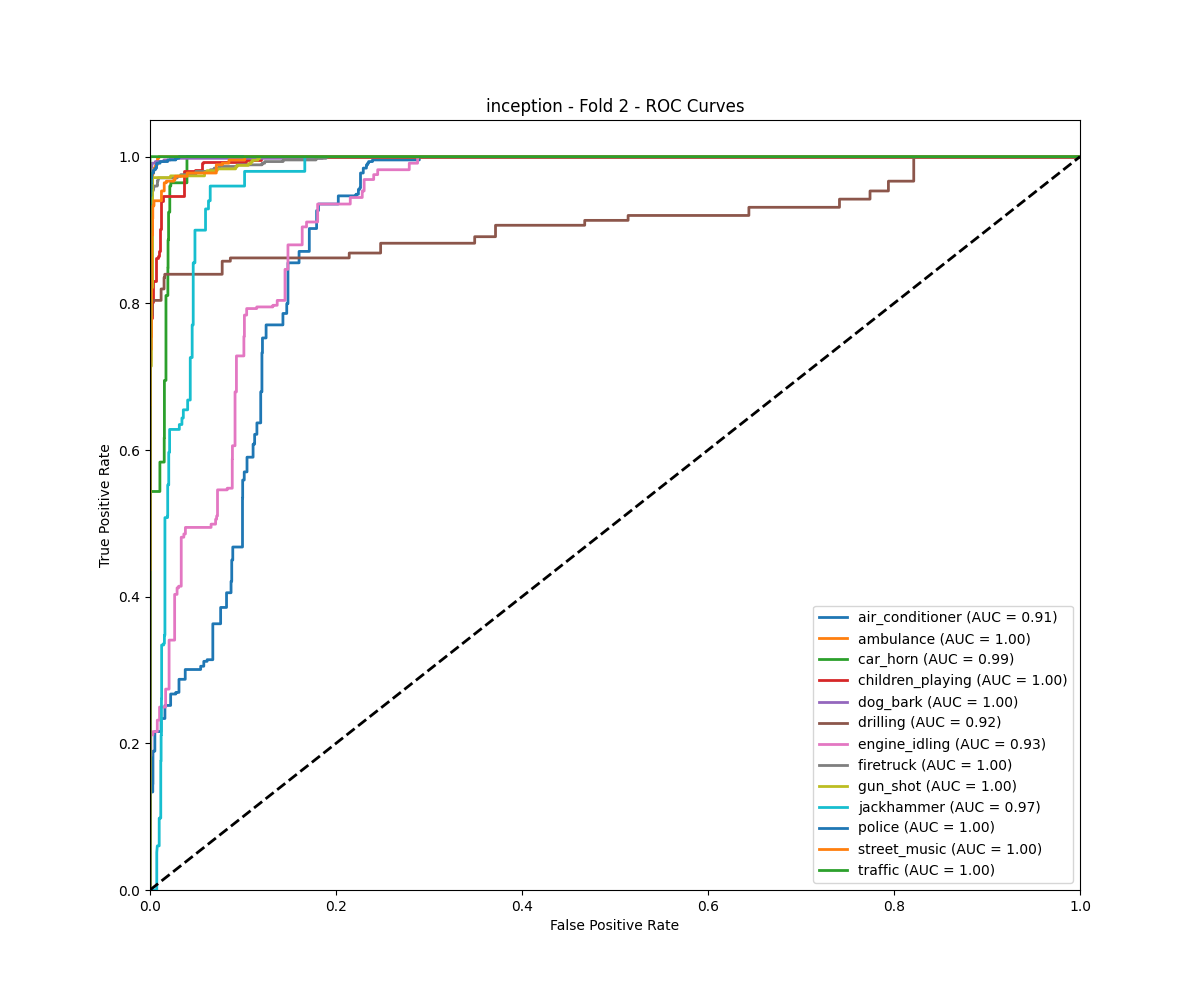 inception - Fold 2 - ROC Curves
True Positive Rate
1.0
0.8
0.6
0.4
0.2
0.0
air_conditioner (AUC = 0.91)
ambulance (AUC = 1.00)
car_horn (AUC = 0.99)
children_playing (AUC = 1.00)
dog_bark (AUC = 1.00)
drilling (AUC = 0.92)
engine_idling (AUC = 0.93)
firetruck (AUC = 1.00)
gun_shot (AUC = 1.00)
jackhammer (AUC = 0.97)
police (AUC = 1.00)
street_music (AUC = 1.00)
traffic (AUC = 1.00)
0.0 0.2 0.4 0.6 0.8 1.0
False Positive Rate